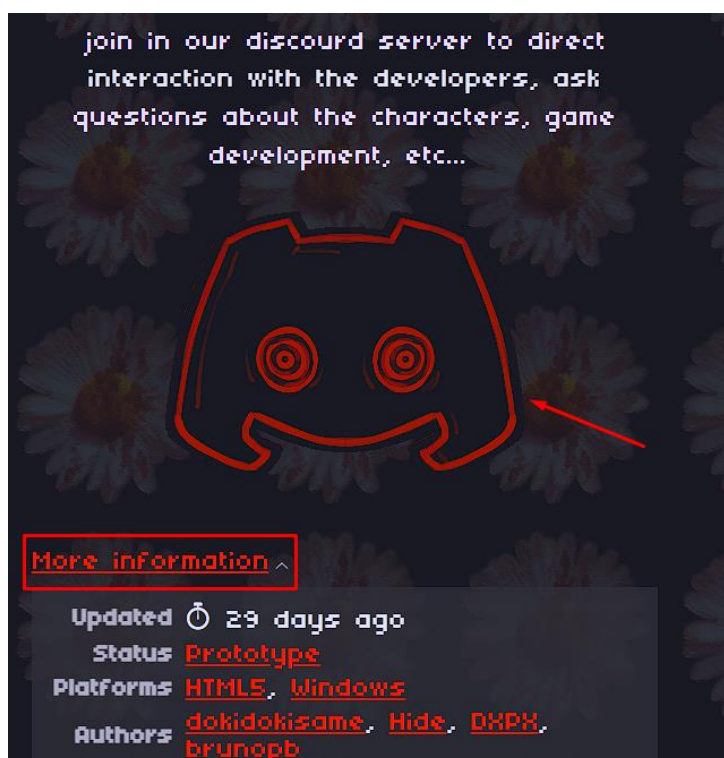 join in our discourd server to direct
interaction with the developers, ask
questions about the characters, game
development, etc...
More information
Updated 29 days ago
Status Prototype
Platforms HTML5, Windows
Authors dokidokisame, Hide, DXPX,
brunopb